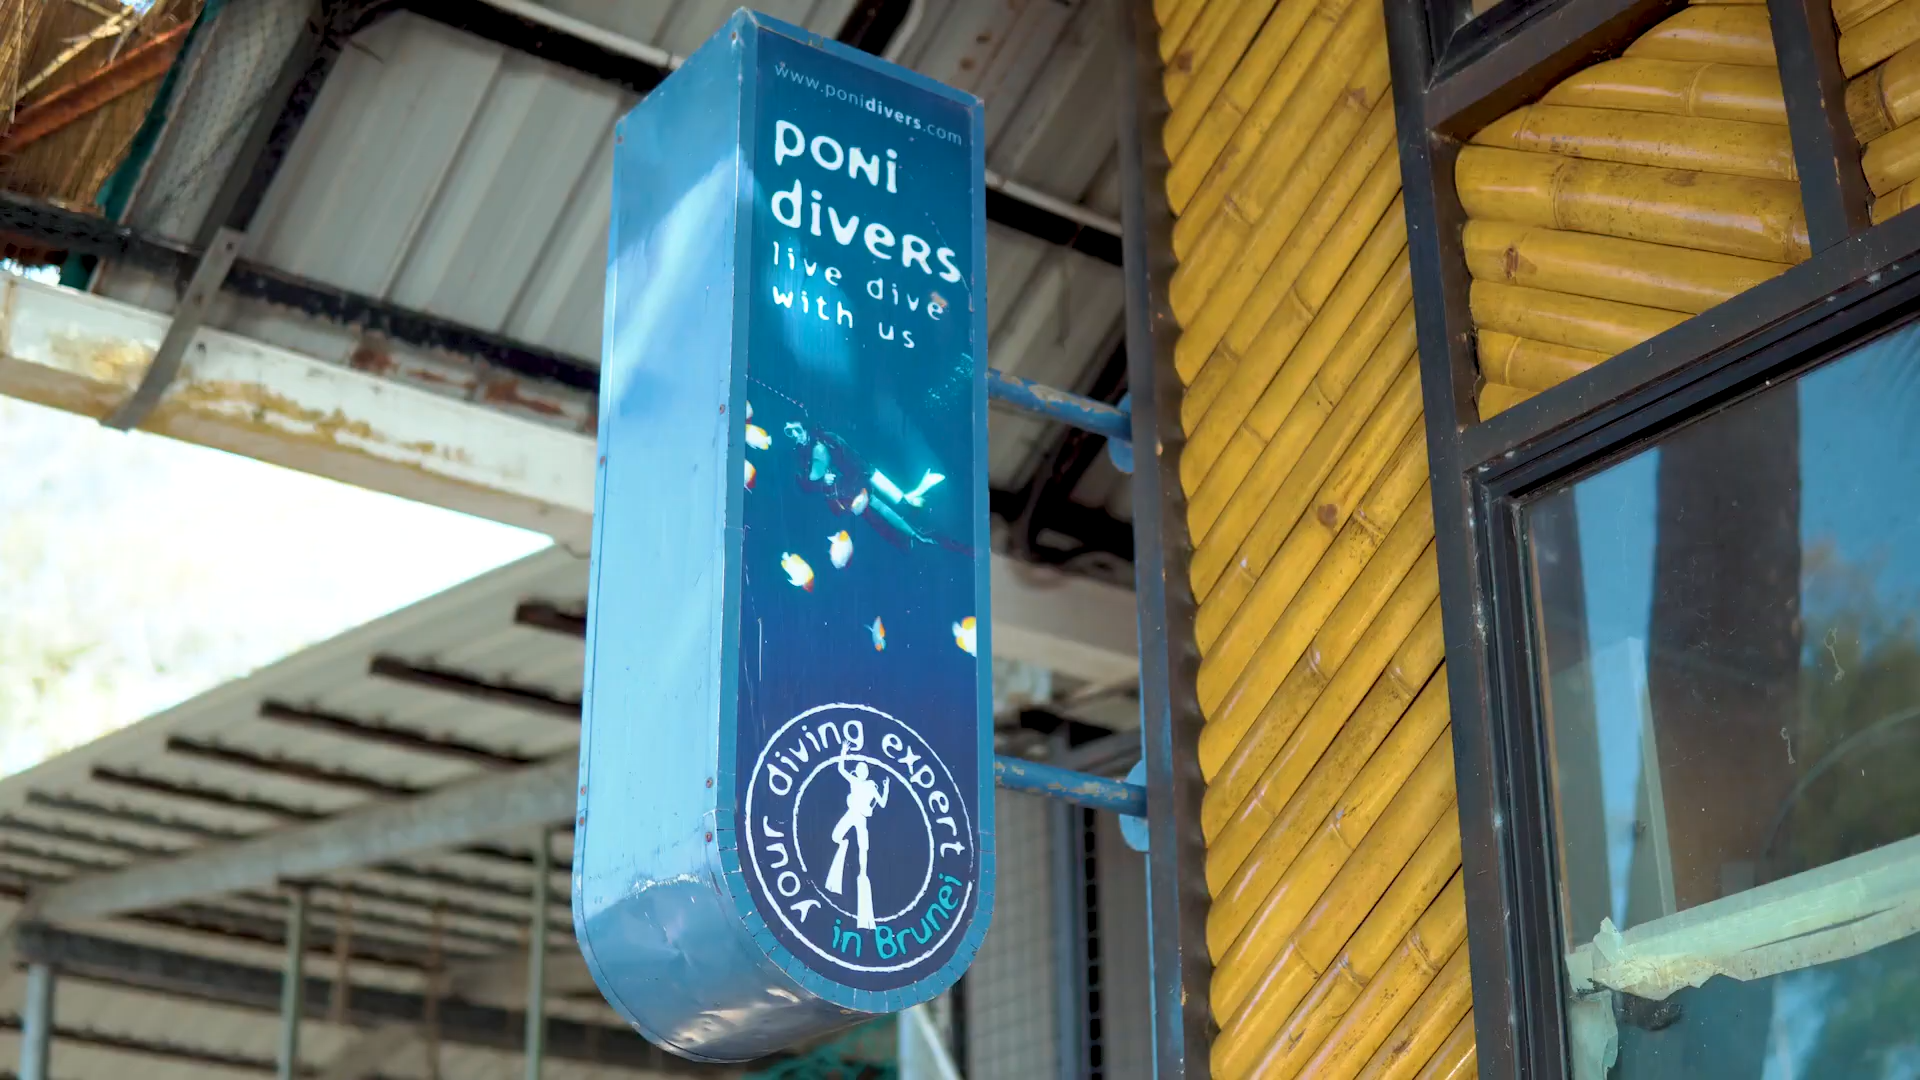 www.ponidivers.com
poni
divers
live dive
with us
your diving expert
in Brunei